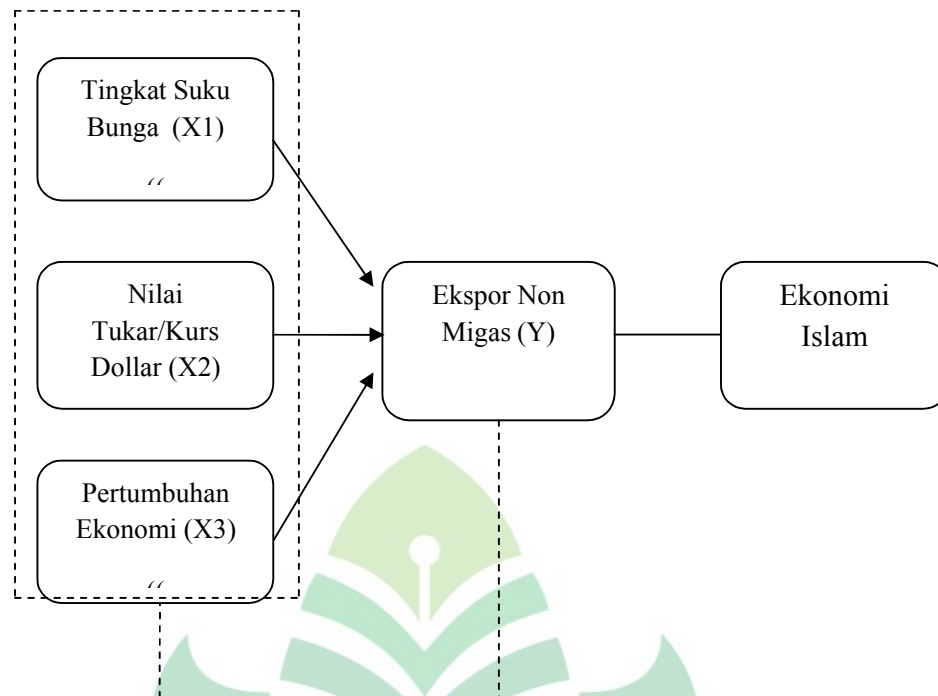 Tingkat Suku
Bunga (X1)
“
Nilai
Tukar/Kurs
Dollar (X2)
Pertumbuhan
Ekonomi (X3)
“
Ekspor Non
Migas (Y)
Ekonomi
Islam